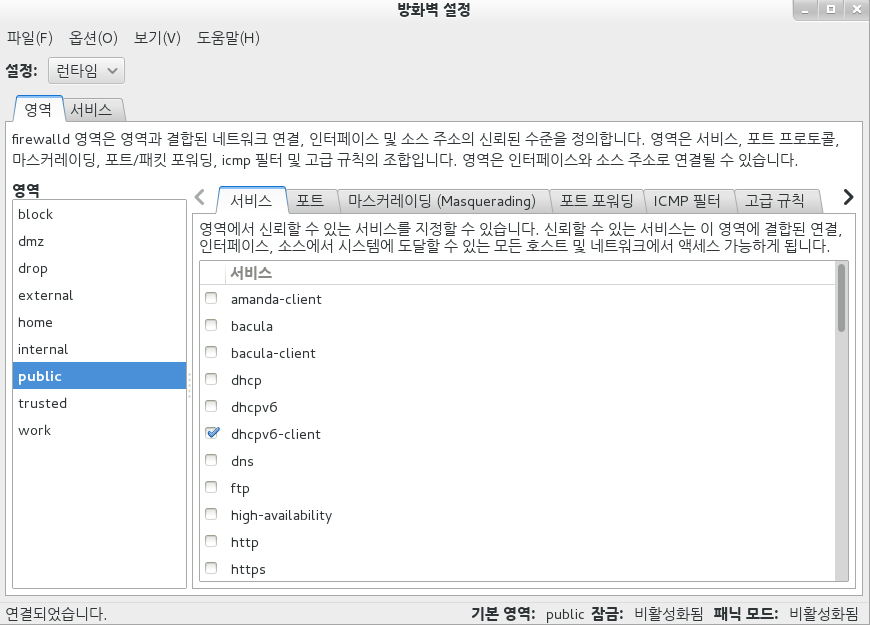 방화벽 설정
파일(F) 옵션(O) 보기(V) 도움말(H)
설정: 런타임
영역 서비스
firewalld 영역은 영역과 결합된 네트워크 연결, 인터페이스 및 소스 주소의 신뢰된 수준을 정의합니다. 영역은 서비스, 포트 프로토콜,
마스커레이딩, 포트/패킷 포워딩, icmp 필터 및 고급 규칙의 조합입니다. 영역은 인터페이스와 소스 주소로 연결될 수 있습니다.
영역
block
dmz
drop
external
home
internal
public
trusted
work
서비스 포트 마스커레이딩 (Masquerading) 포트 포워딩 ICMP 필터 고급 규칙
영역에서 신뢰할 수 있는 서비스를 지정할 수 있습니다. 신뢰할 수 있는 서비스는 이 영역에 결합된 연결,
인터페이스, 소스에서 시스템에 도달할 수 있는 모든 호스트 및 네트워크에서 액세스 가능하게 됩니다.
서비스
amanda-client
bacula
bacula-client
dhcp
dhcpv6
dhcpv6-client
dns
ftp
high-availability
http
https
연결되었습니다.
기본 영역: public 잠금: 비활성화됨 패닉 모드: 비활성화됨